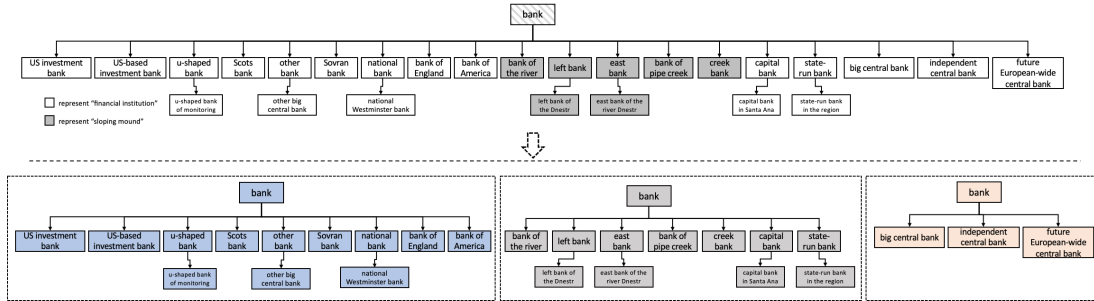 bank
US investment
bank
US-based
investment bank
u-shaped
bank
Scots
bank
other
bank
Sovran
bank
national
bank
bank of
England
bank of
America
bank of
the river
left bank
east
bank
bank of
pipe creek
creek
bank
capital
bank
state-
run bank
big central bank
independent
central bank
future
European-wide
central bank
u-shaped bank
of monitoring
other big
central bank
national
Westminster bank
left bank of
the Dnestr
east bank of the
river Dnestr
capital bank
in Santa Ana
state-run bank
in the region
represent "financial institution"
represent "sloping mound"
bank
US investment
bank
US-based
investment bank
u-shaped
bank
Scots
bank
other
bank
Sovran
bank
national
bank
bank of
England
bank of
America
u-shaped bank
of monitoring
other big
central bank
national
Westminster bank
bank
bank of
the river
left bank
east
bank
bank of
pipe creek
creek
bank
capital
bank
state-
run bank
left bank of
the Dnestr
east bank of the
river Dnestr
capital bank
in Santa Ana
state-run bank
in the region
bank
big central bank
independent
central bank
future
European-wide
central bank